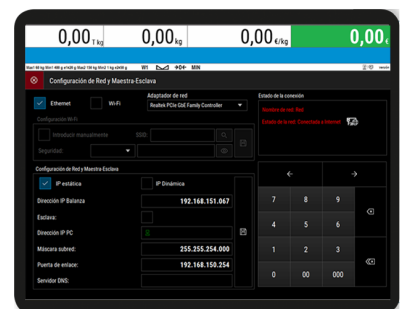 0,00 T kg 0,00 kg 0,00 €/kg 0,00 €
W1 →0← MIN
Configuración de Red y Maestra-Esclava
Adaptador de red
Estado de la conexión
Ethernet Wi-Fi Realtek PCIe GbE Family Controller
Nombre de red: Red
Estado de la red: Conectada a Internet
Configuración Wi-Fi
Introducir manualmente SSID:
Seguridad:
Configuración de Red y Maestra-Esclava
IP estática IP Dinámica
Dirección IP Balanza 192.168.151.067
Esclava:
Dirección IP PC
Máscara subred: 255.255.254.000
Puerta de enlace: 192.168.150.254
Servidor DNS:
7 8 9
4 5 6
1 2 3
0 00 000